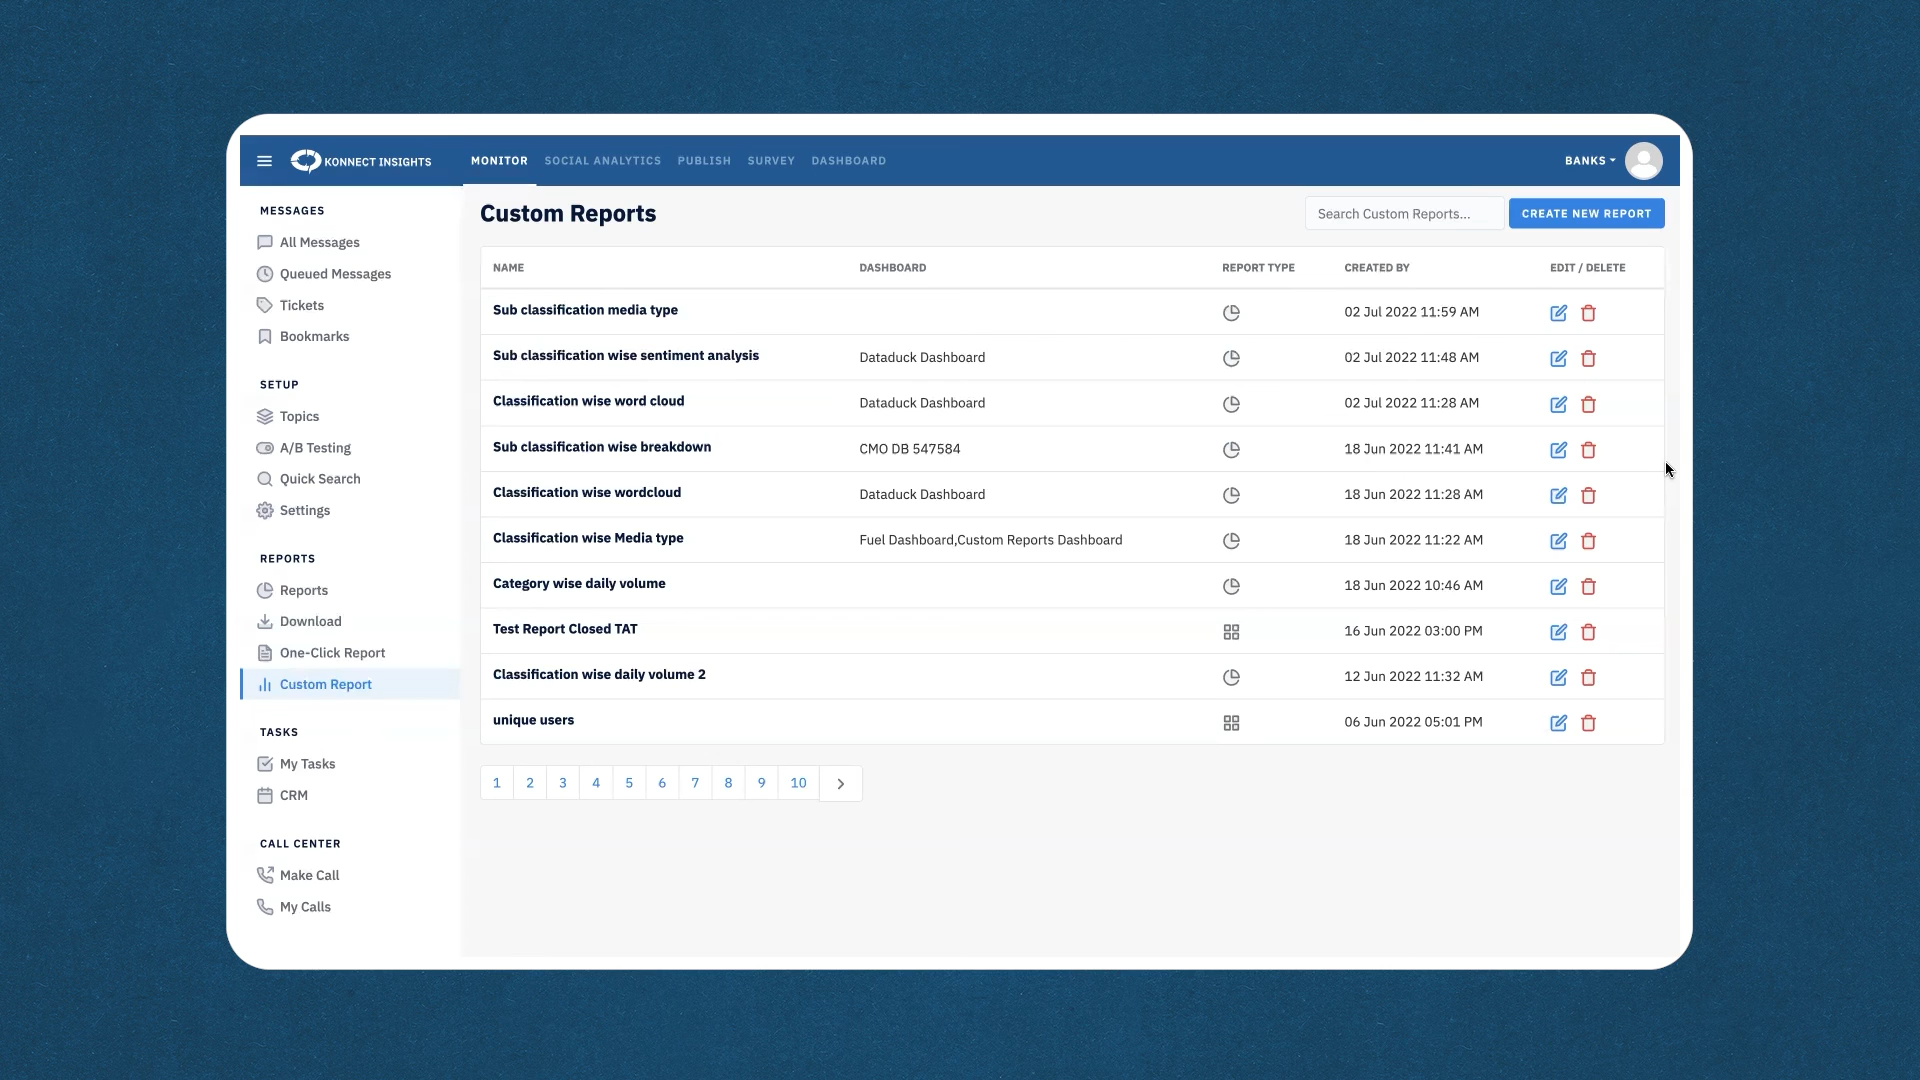 KONNECT INSIGHTS
MONITOR SOCIAL ANALYTICS PUBLISH SURVEY DASHBOARD
BANKS
MESSAGES
All Messages
Queued Messages
Tickets
Bookmarks
SETUP
Topics
A/B Testing
Quick Search
Settings
REPORTS
Reports
Download
One-Click Report
Custom Report
TASKS
My Tasks
CRM
CALL CENTER
Make Call
My Calls
Custom Reports
Search Custom Reports...
CREATE NEW REPORT
NAME DASHBOARD REPORT TYPE CREATED BY EDIT / DELETE
Sub classification media type 02 Jul 2022 11:59 AM
Sub classification wise sentiment analysis Dataduck Dashboard 02 Jul 2022 11:48 AM
Classification wise word cloud Dataduck Dashboard 02 Jul 2022 11:28 AM
Sub classification wise breakdown CMO DB 547584 18 Jun 2022 11:41 AM
Classification wise wordcloud Dataduck Dashboard 18 Jun 2022 11:28 AM
Classification wise Media type Fuel Dashboard,Custom Reports Dashboard 18 Jun 2022 11:22 AM
Category wise daily volume 18 Jun 2022 10:46 AM
Test Report Closed TAT 16 Jun 2022 03:00 PM
Classification wise daily volume 2 12 Jun 2022 11:32 AM
unique users 06 Jun 2022 05:01 PM
1 2 3 4 5 6 7 8 9 10